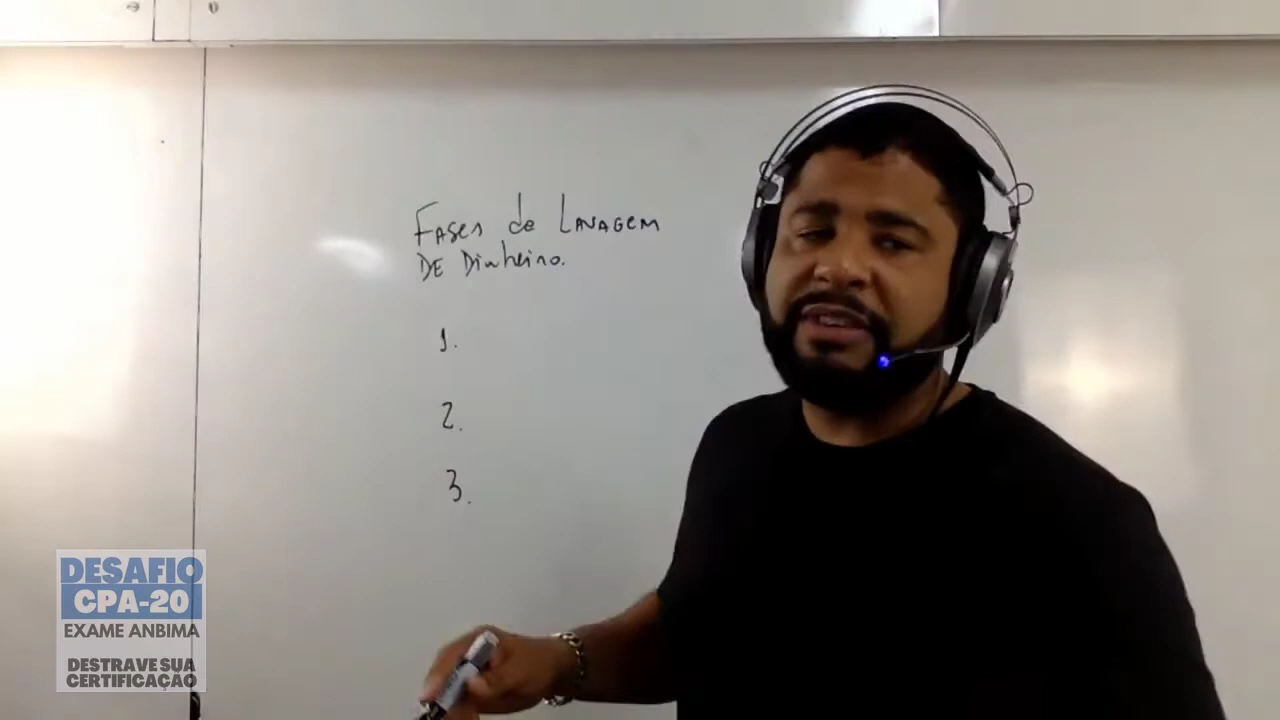 Fases de Lavagem
DE Dinheiro.
1.
2.
3.
DESAFIO
CPA-20
EXAME ANBIMA
DESTRAVE SUA
CERTIFICAÇÃO